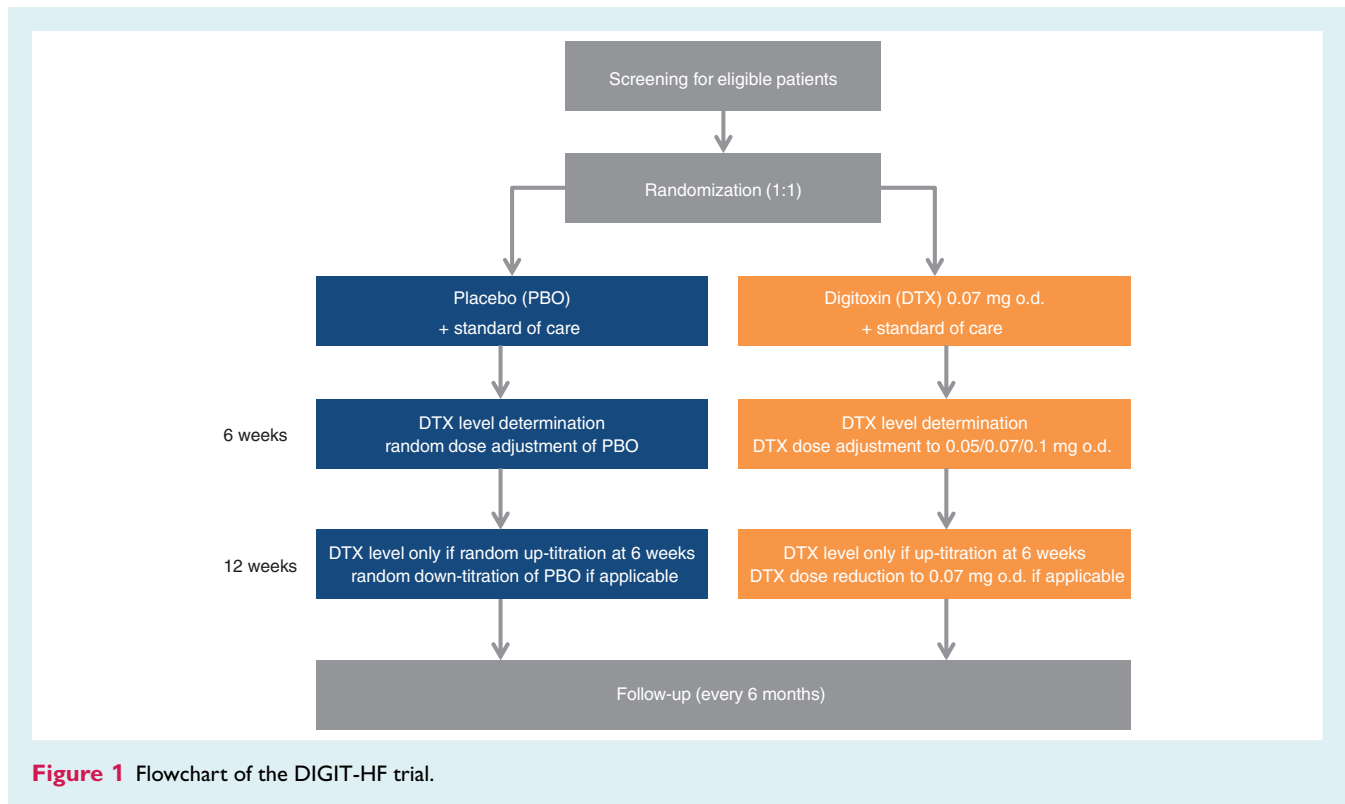 Screening for eligible patients
Randomization (1:1)
Placebo (PBO)
+ standard of care
Digitoxin (DTX) 0.07 mg o.d.
+ standard of care
6 weeks
DTX level determination
random dose adjustment of PBO
DTX level determination
DTX dose adjustment to 0.05/0.07/0.1 mg o.d.
12 weeks
DTX level only if random up-titration at 6 weeks
random down-titration of PBO if applicable
DTX level only if up-titration at 6 weeks
DTX dose reduction to 0.07 mg o.d. if applicable
Follow-up (every 6 months)
Figure 1 Flowchart of the DIGIT-HF trial.